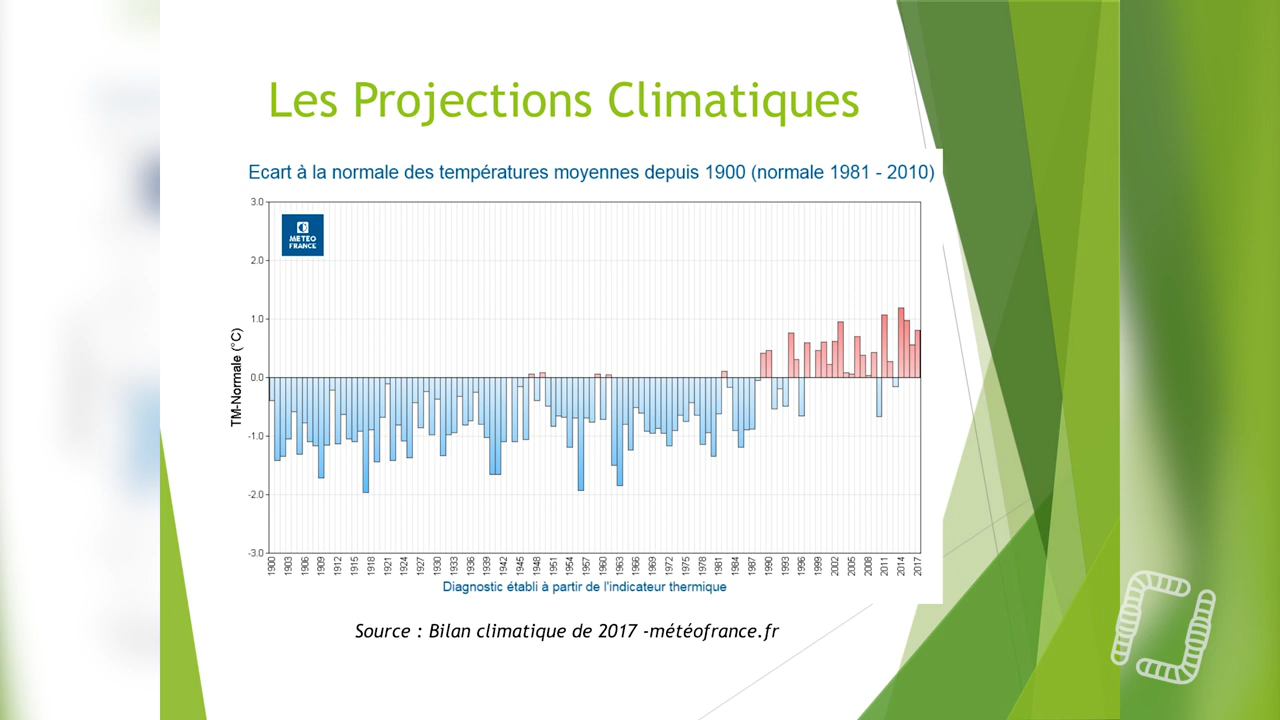 Les Projections Climatiques
Ecart à la normale des températures moyennes depuis 1900 (normale 1981 - 2010)
3.0
METEO
FRANCE
2.0
1.0
0.0
-1.0
-2.0
-3.0
TM-Normale (°C)
1900 1903 1906 1909 1912 1915 1918 1921 1924 1927 1930 1933 1936 1939 1942 1945 1948 1951 1954 1957 1960 1963 1966 1969 1972 1975 1978 1981 1984 1987 1990 1993 1996 1999 2002 2005 2008 2011 2014 2017
Diagnostic établi à partir de l'indicateur thermique
Source : Bilan climatique de 2017 -météofrance.fr